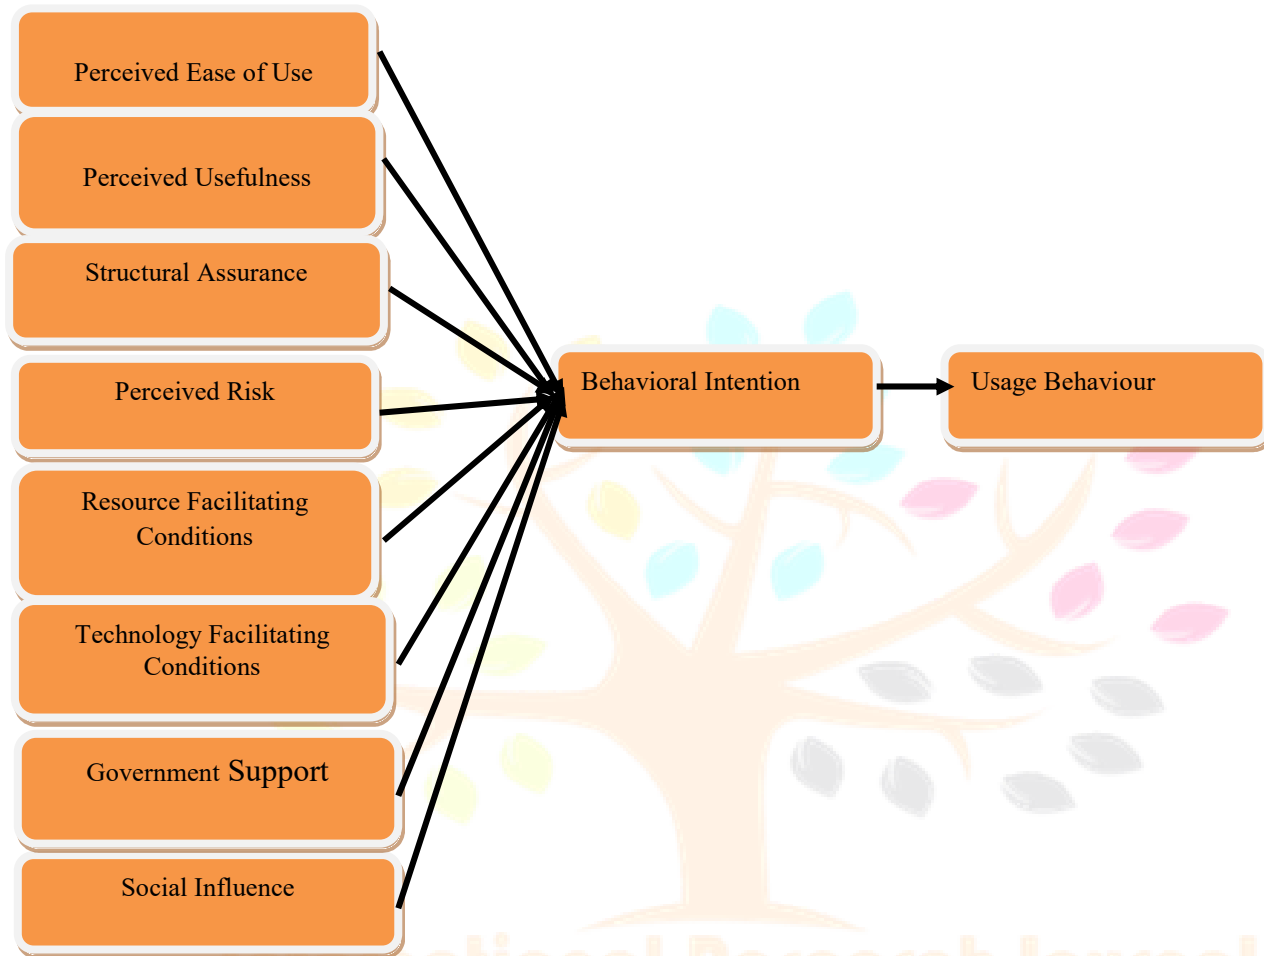 Perceived Ease of Use
Perceived Usefulness
Structural Assurance
Perceived Risk
Resource Facilitating
Conditions
Technology Facilitating
Conditions
Government Support
Social Influence
Behavioral Intention
Usage Behaviour